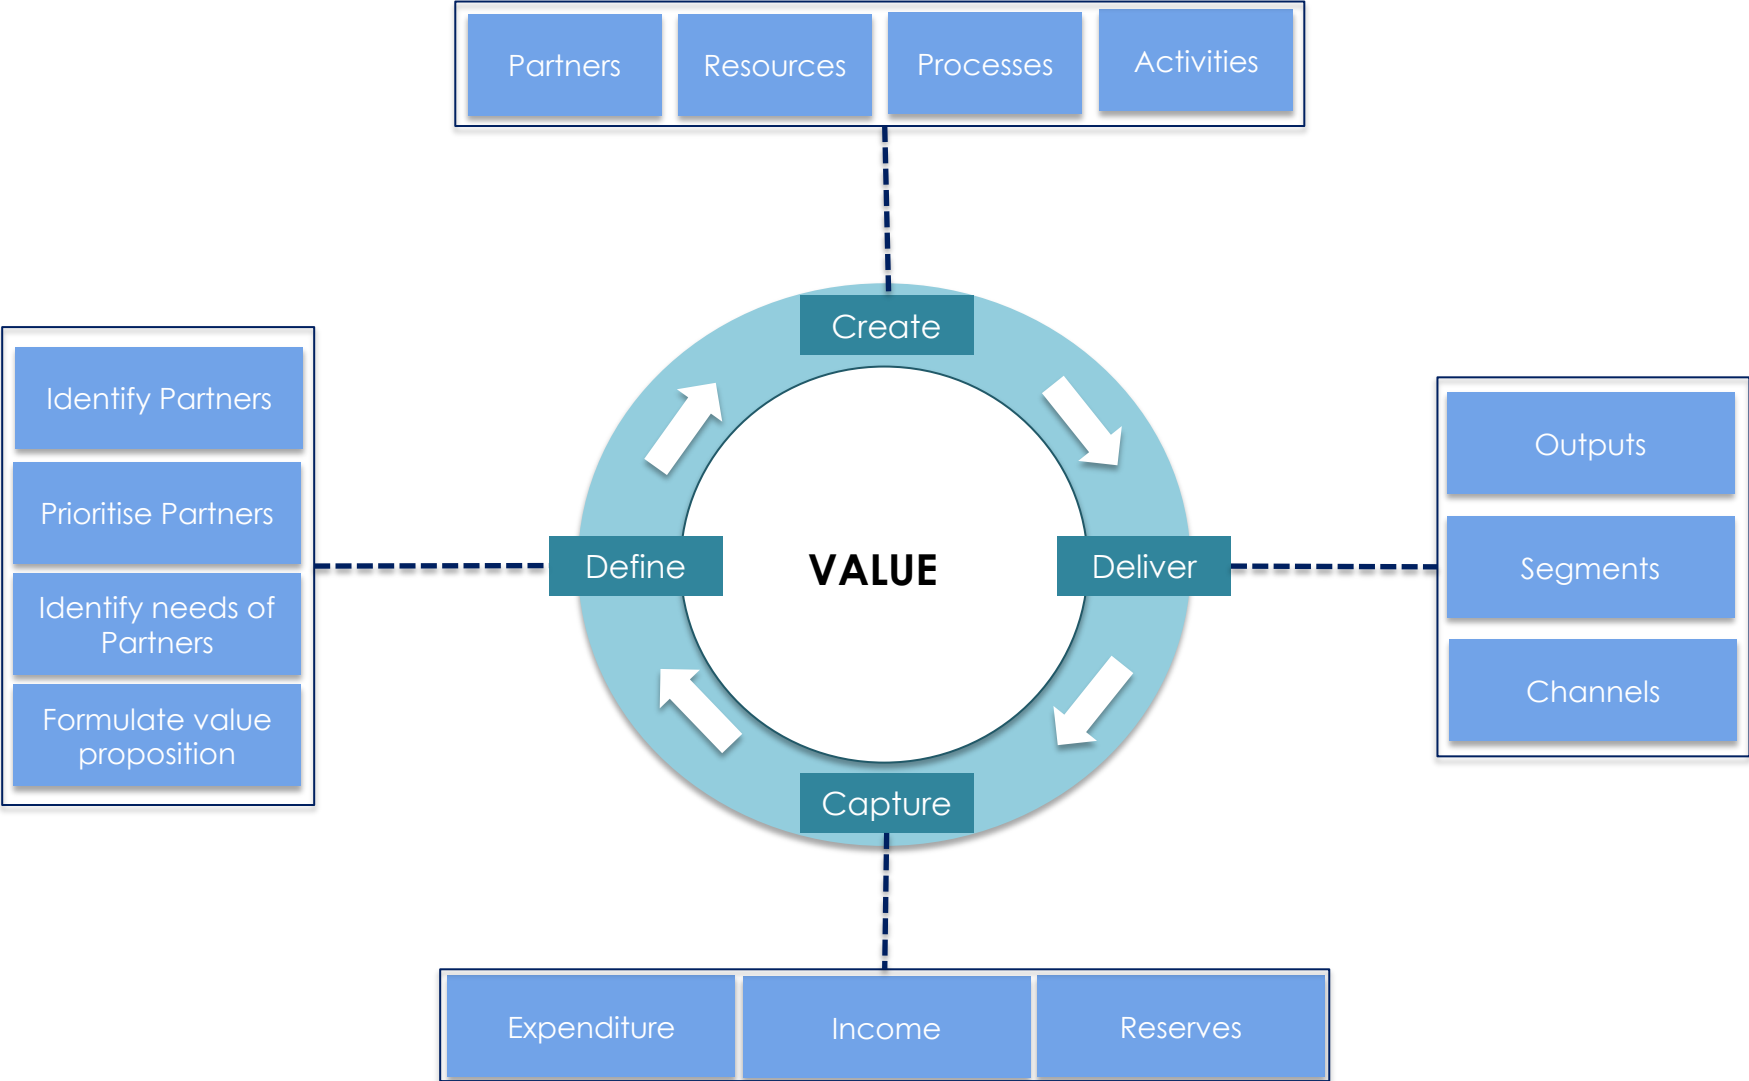 Partners
Resources
Processes
Activities
Create
Identify Partners
Prioritise Partners
Identify needs of
Partners
Formulate value
proposition
Define
VALUE
Deliver
Outputs
Segments
Channels
Capture
Expenditure
Income
Reserves